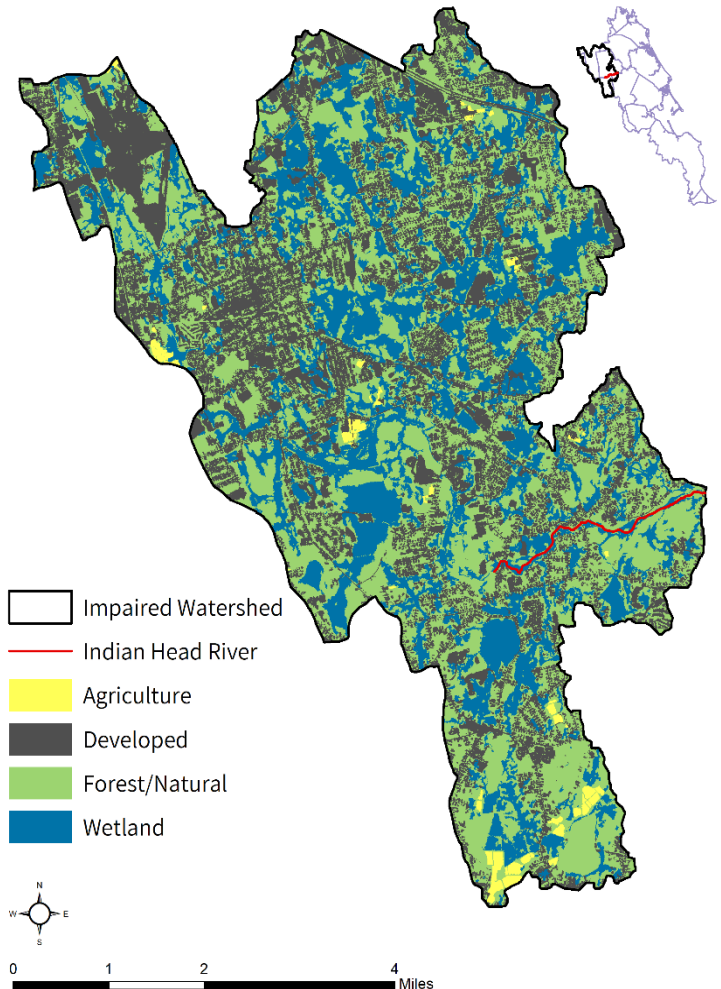 Impaired Watershed
Indian Head River
Agriculture
Developed
Forest/Natural
Wetland
N
W E
S
0 1 2 4
Miles